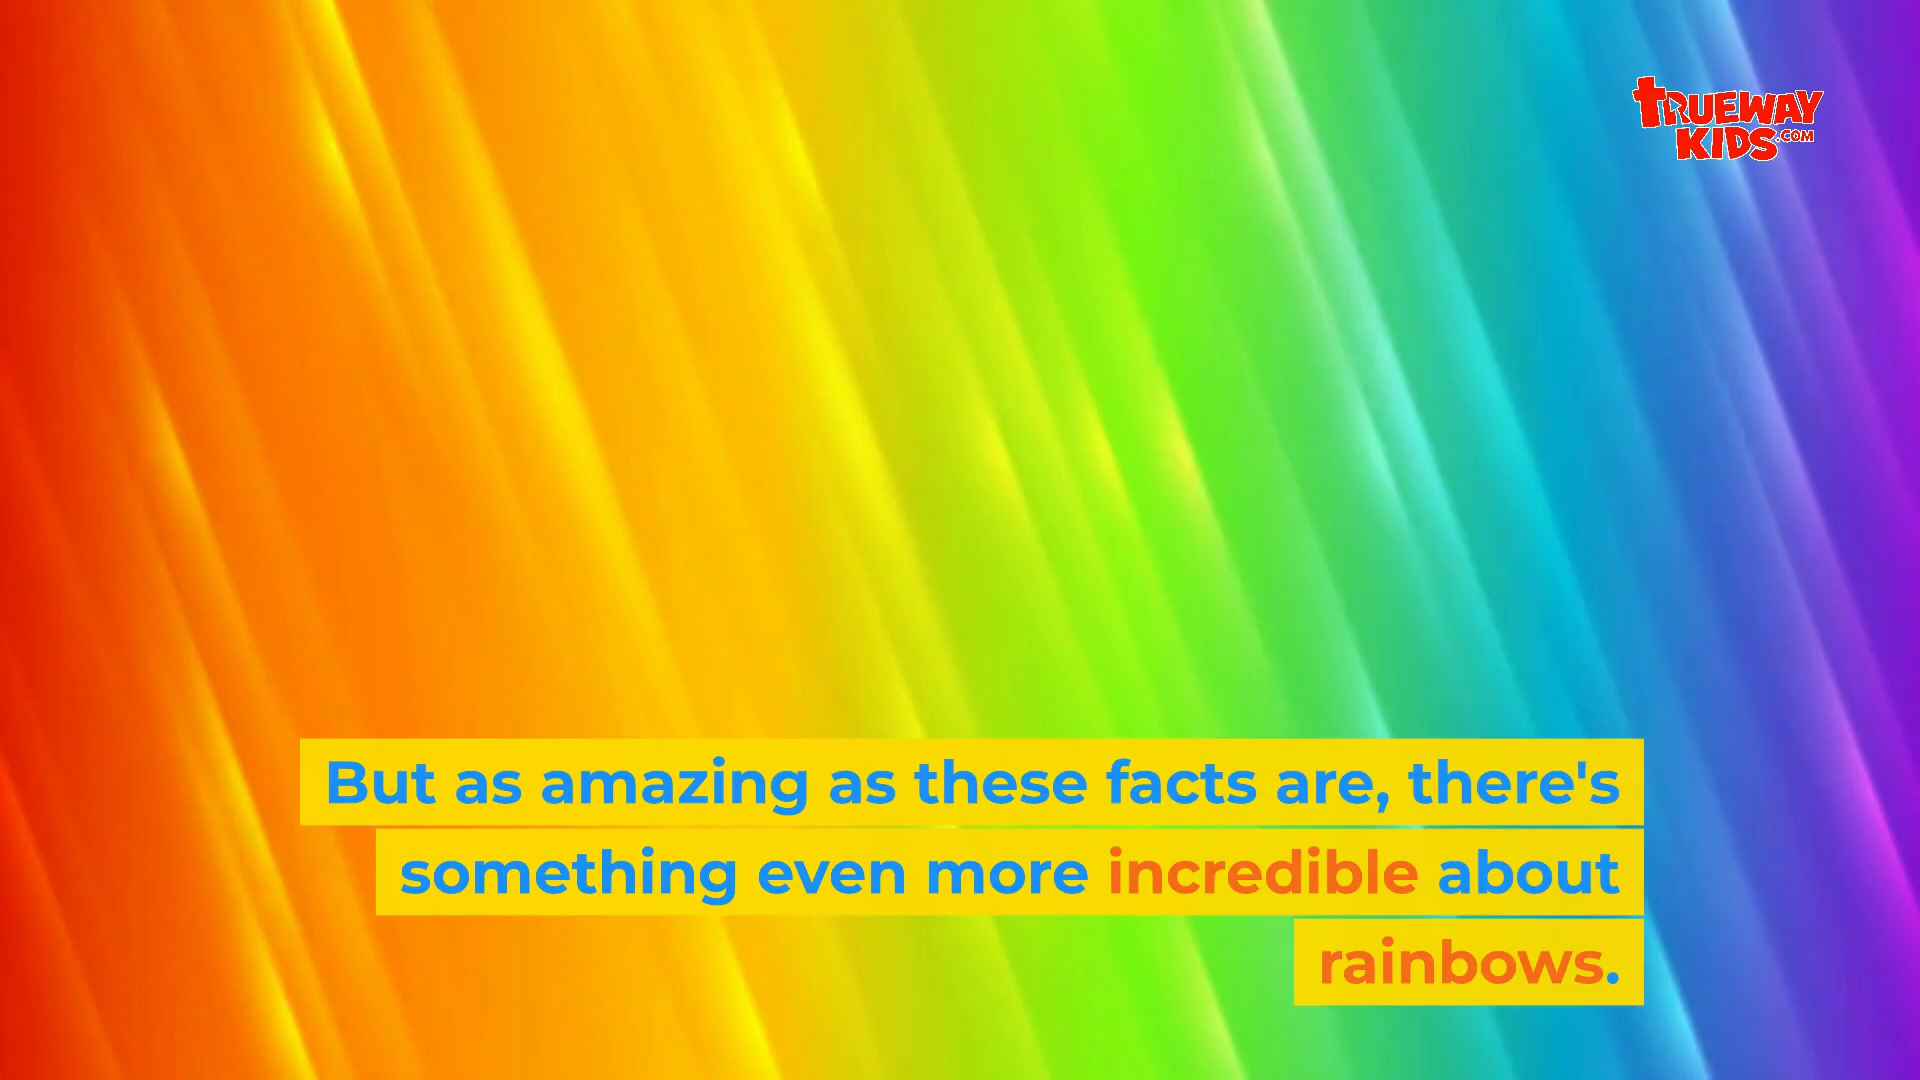 TRUEWAY
KIDS.COM
But as amazing as these facts are, there's
something even more incredible about
rainbows.